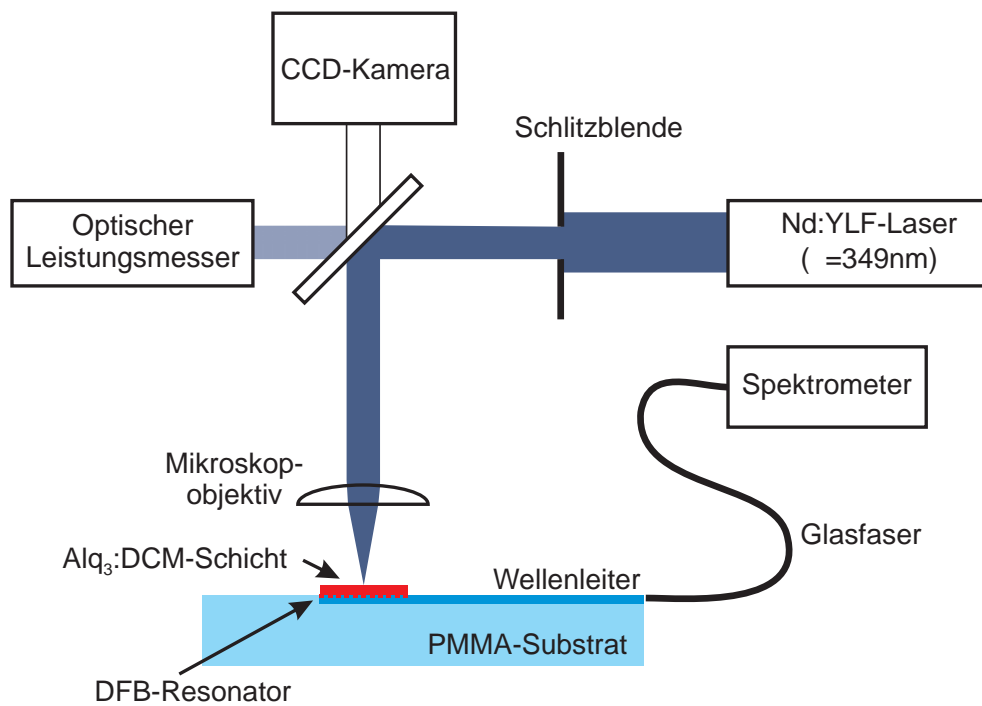 CCD-Kamera
Schlitzblende
Optischer
Leistungsmesser
Nd:YLF-Laser
( =349nm)
Spektrometer
Mikroskop-
objektiv
Glasfaser
Alq₃:DCM-Schicht
Wellenleiter
PMMA-Substrat
DFB-Resonator